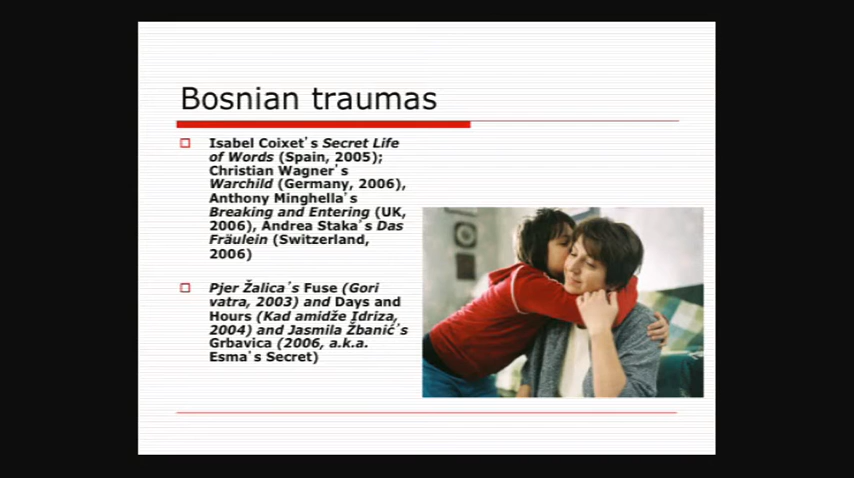 Bosnian traumas
Isabel Coixet's Secret Life
of Words (Spain, 2005);
Christian Wagner's
Warchild (Germany, 2006),
Anthony Minghella's
Breaking and Entering (UK,
2006), Andrea Staka's Das
Fräulein (Switzerland,
2006)
Pjer Žalica's Fuse (Gori
vatra, 2003) and Days and
Hours (Kad amidže Idriza,
2004) and Jasmila Žbanić's
Grbavica (2006, a.k.a.
Esma's Secret)